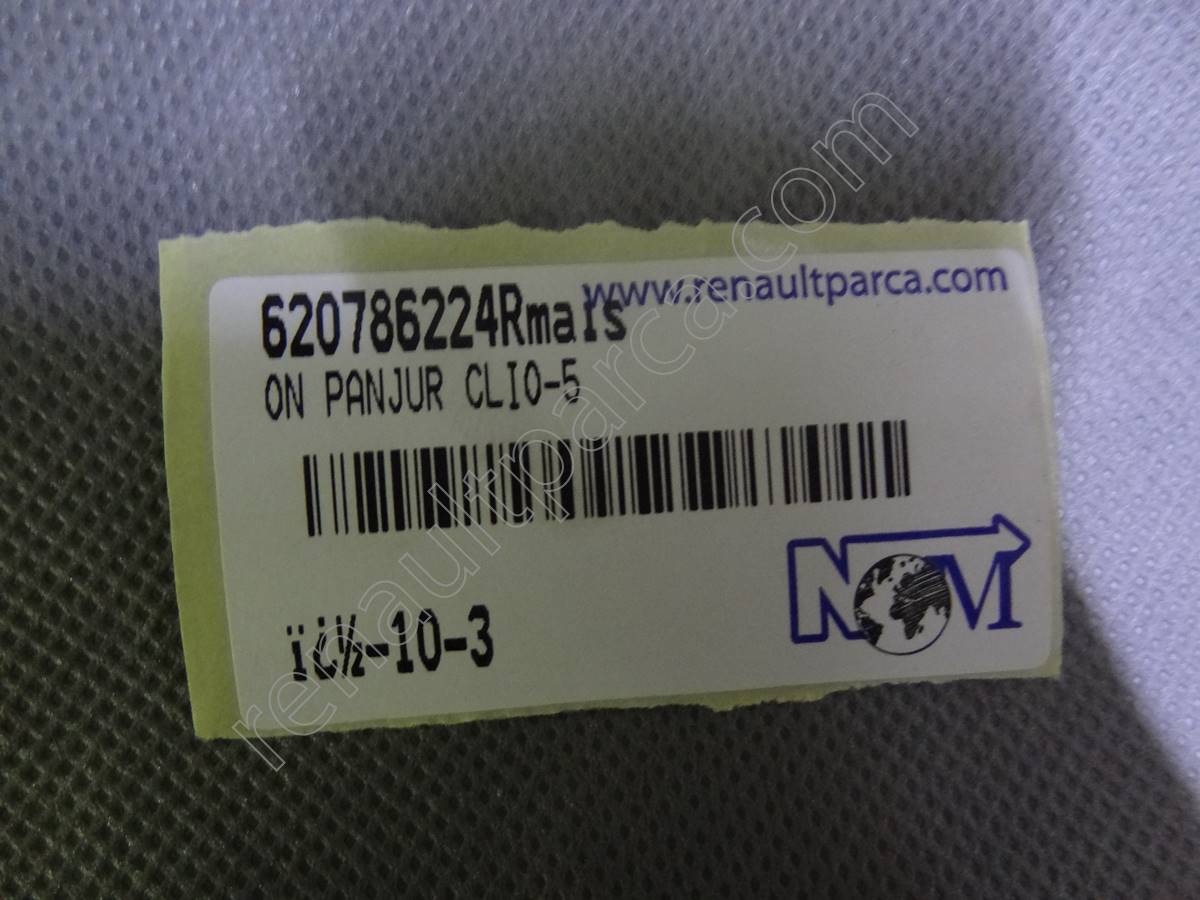 www.renaultparca.com
620786224Rmaıs
ON PANJUR CLIO-5
ï¿½-10-3
NOM
renaultparca.com